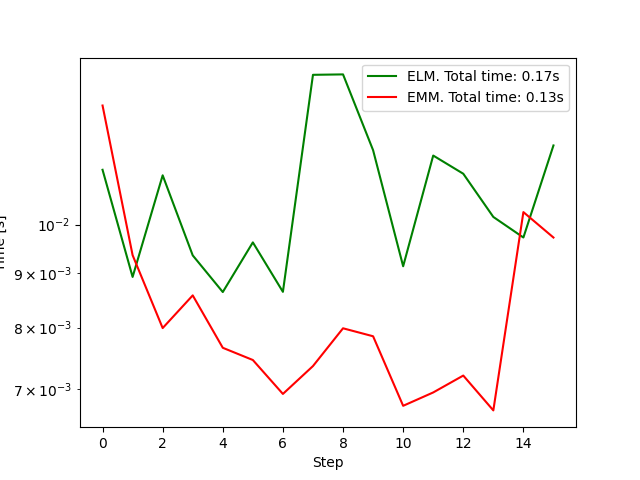 ELM. Total time: 0.17s
EMM. Total time: 0.13s
10⁻²
9 × 10⁻³
8 × 10⁻³
7 × 10⁻³
[s]
0 2 4 6 8 10 12 14
Step